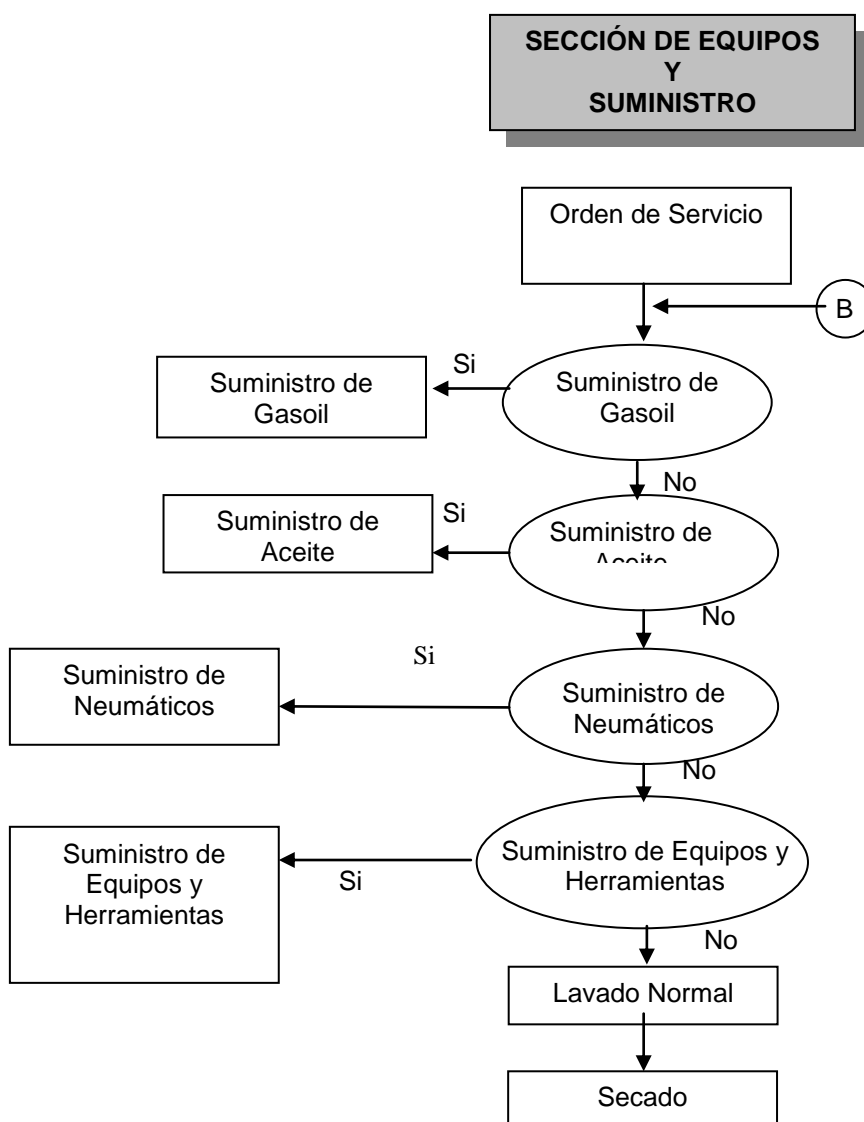 SECCIÓN DE EQUIPOS
Y
SUMINISTRO
Orden de Servicio
B
Si
Suministro de
Gasoil
Suministro de
Gasoil
No
Suministro de
Aceite
Si
Suministro de
Aceite
No
Si
Suministro de
Neumáticos
Suministro de
Neumáticos
No
Suministro de
Equipos y
Herramientas
Si
Suministro de Equipos y
Herramientas
No
Lavado Normal
Secado